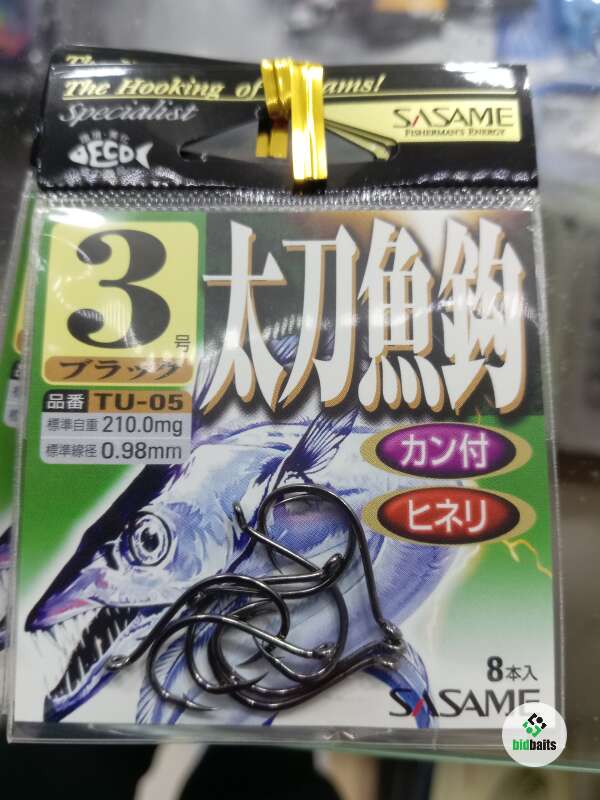 The Hooking of
Specialist
SASAME
FISHERMAN'S ENERGY
DECO
3号
ブラック
品番 TU-05
標準自重 210.0mg
標準線径 0.98mm
太刀魚鈎
カン付
ヒネリ
8本入
SASAME
bidbaits